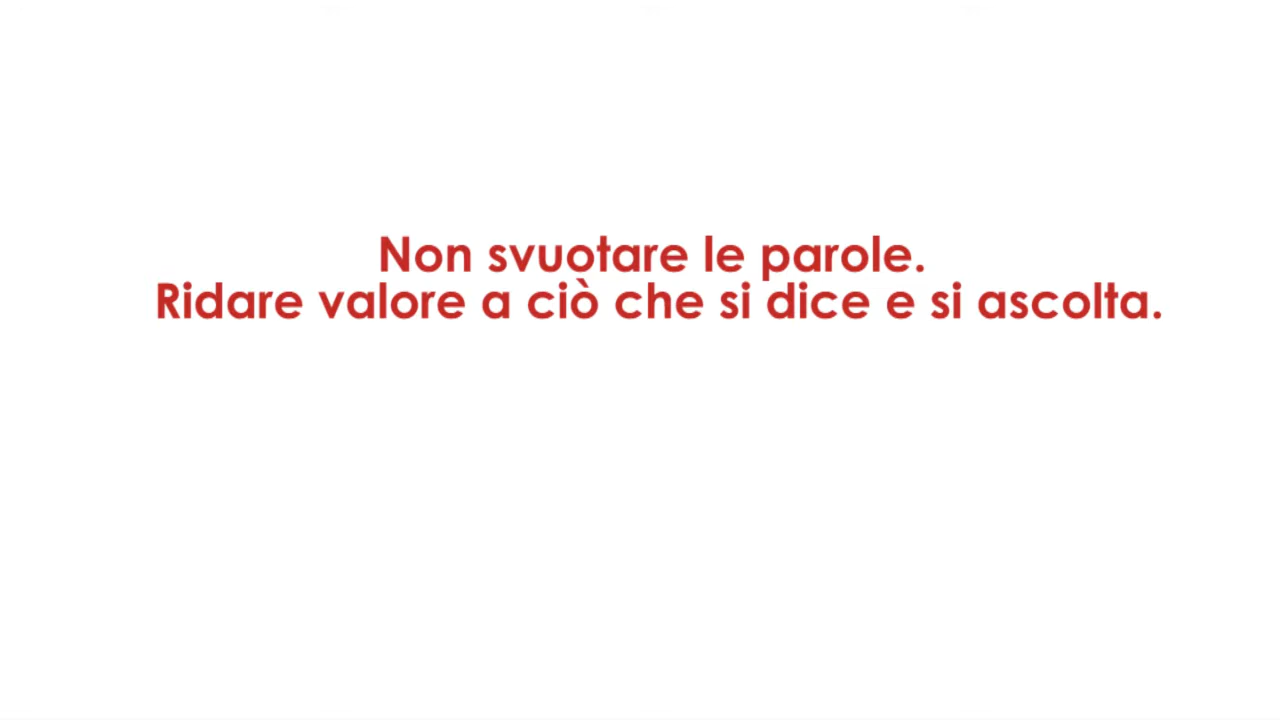 Non svuotare le parole.
Ridare valore a ciò che si dice e si ascolta.